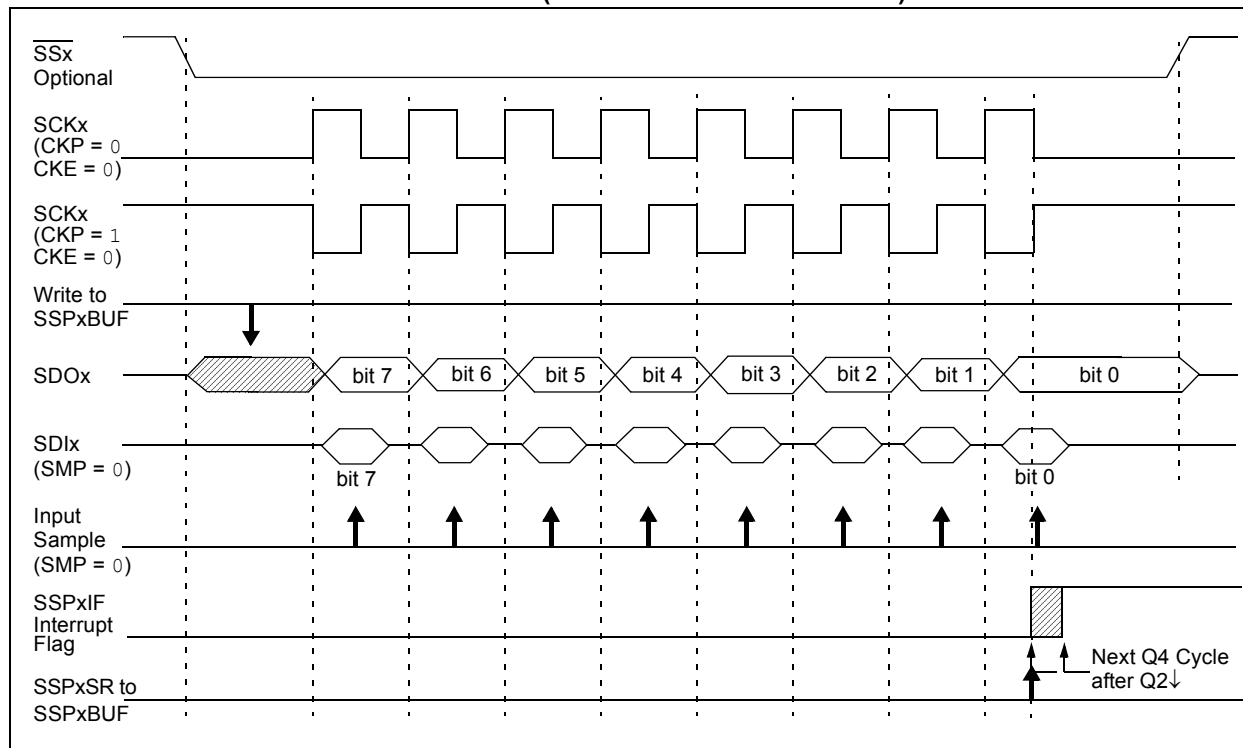 SSx
Optional
SCKx
(CKP = 0
CKE = 0)
SCKx
(CKP = 1
CKE = 0)
Write to
SSPxBUF
SDOx
bit 7
bit 6
bit 5
bit 4
bit 3
bit 2
bit 1
bit 0
SDIx
(SMP = 0)
bit 7
bit 0
Input
Sample
(SMP = 0)
SSPxIF
Interrupt
Flag
Next Q4 Cycle
after Q2↓
SSPxSR to
SSPxBUF